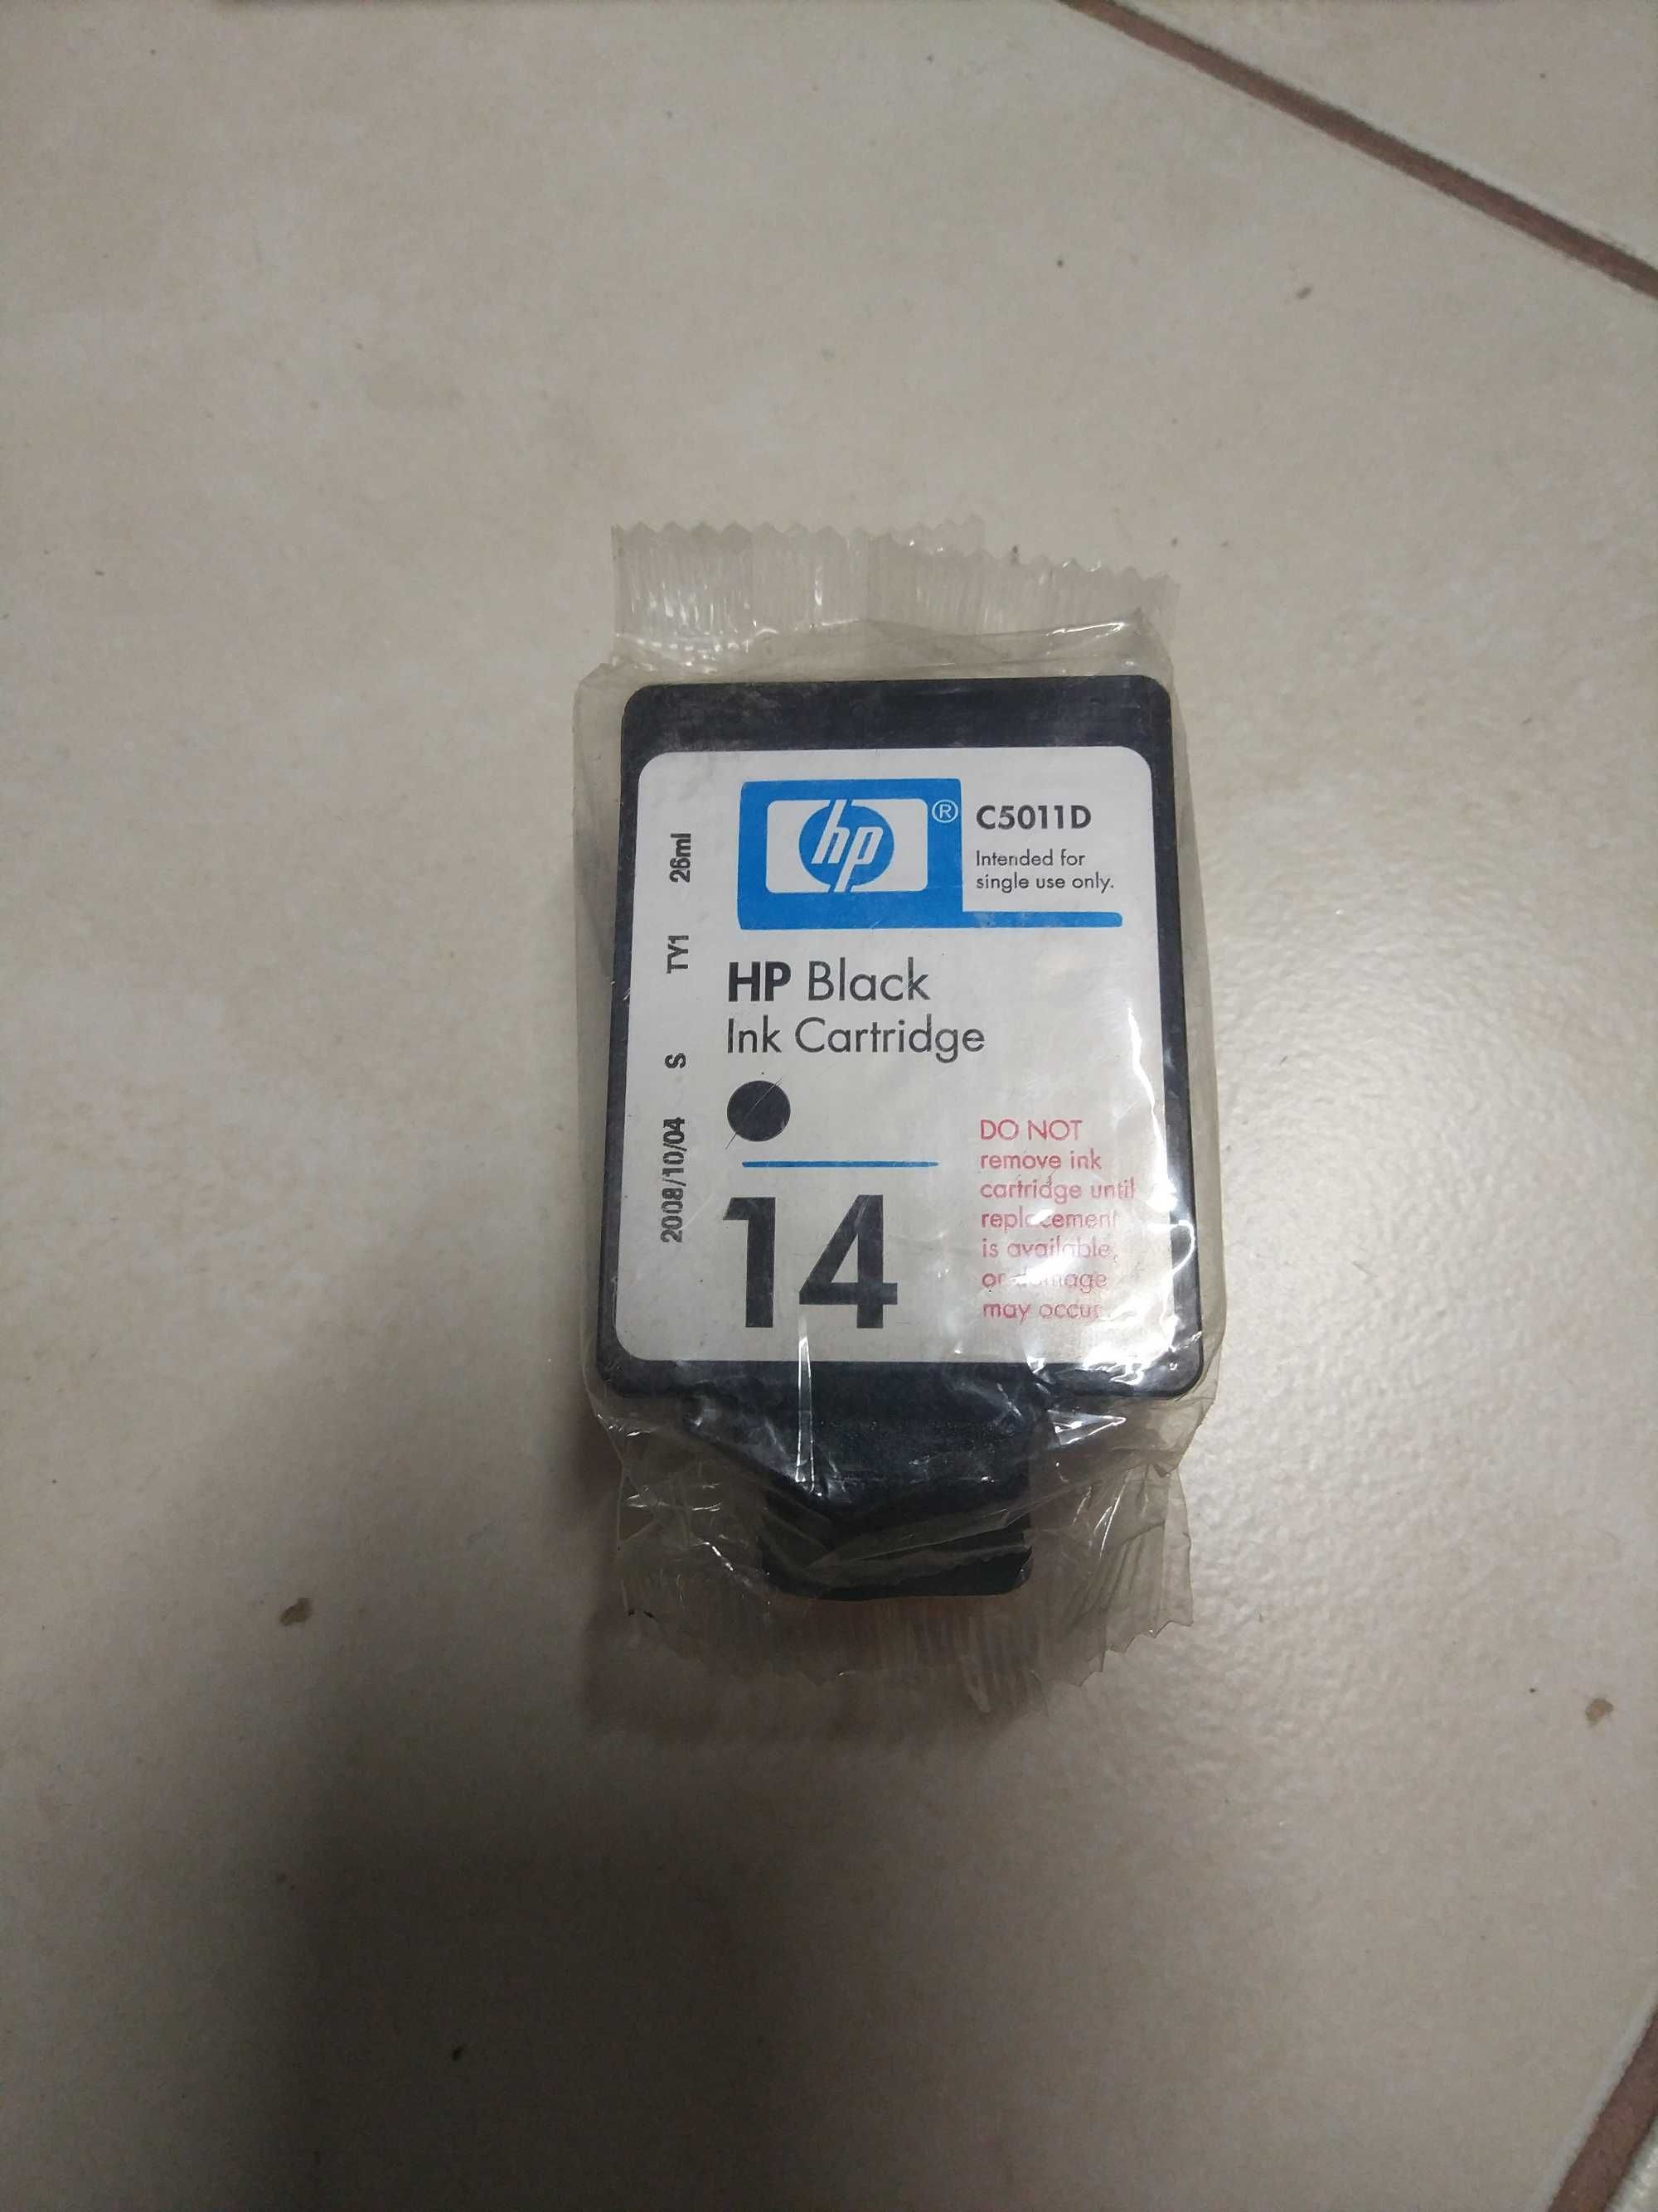 hp®
C5011D
Intended for
single use only.
HP Black
Ink Cartridge
14
DO NOT
remove ink
cartridge until
replacement
is available,
or damage
may occur.
2008/10/04 S TY1 26ml